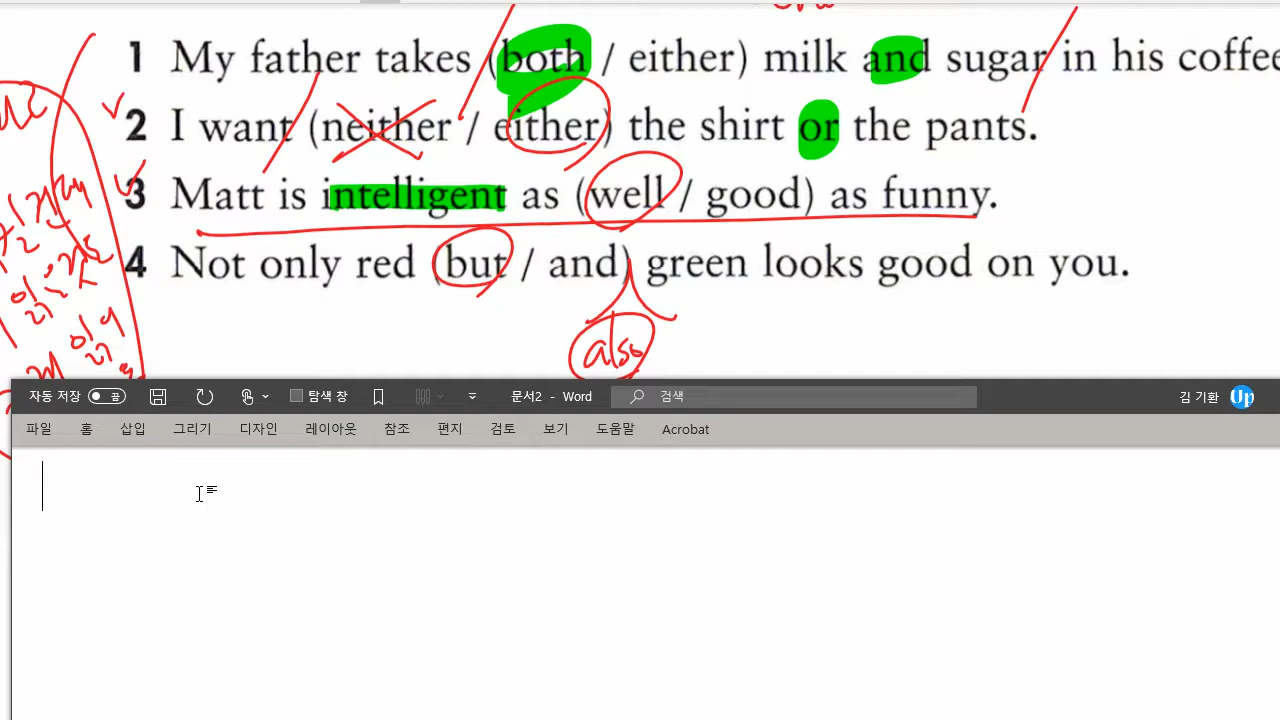 1 My father takes (both / either) milk and sugar in his coffee
2 I want (neither / either) the shirt or the pants.
3 Matt is intelligent as (well / good) as funny.
4 Not only red (but / and) green looks good on you.
also
자동 저장 끔 탐색 창 문서2 - Word 검색 김 기환 Up
파일 홈 삽입 그리기 디자인 레이아웃 참조 편지 검토 보기 도움말 Acrobat